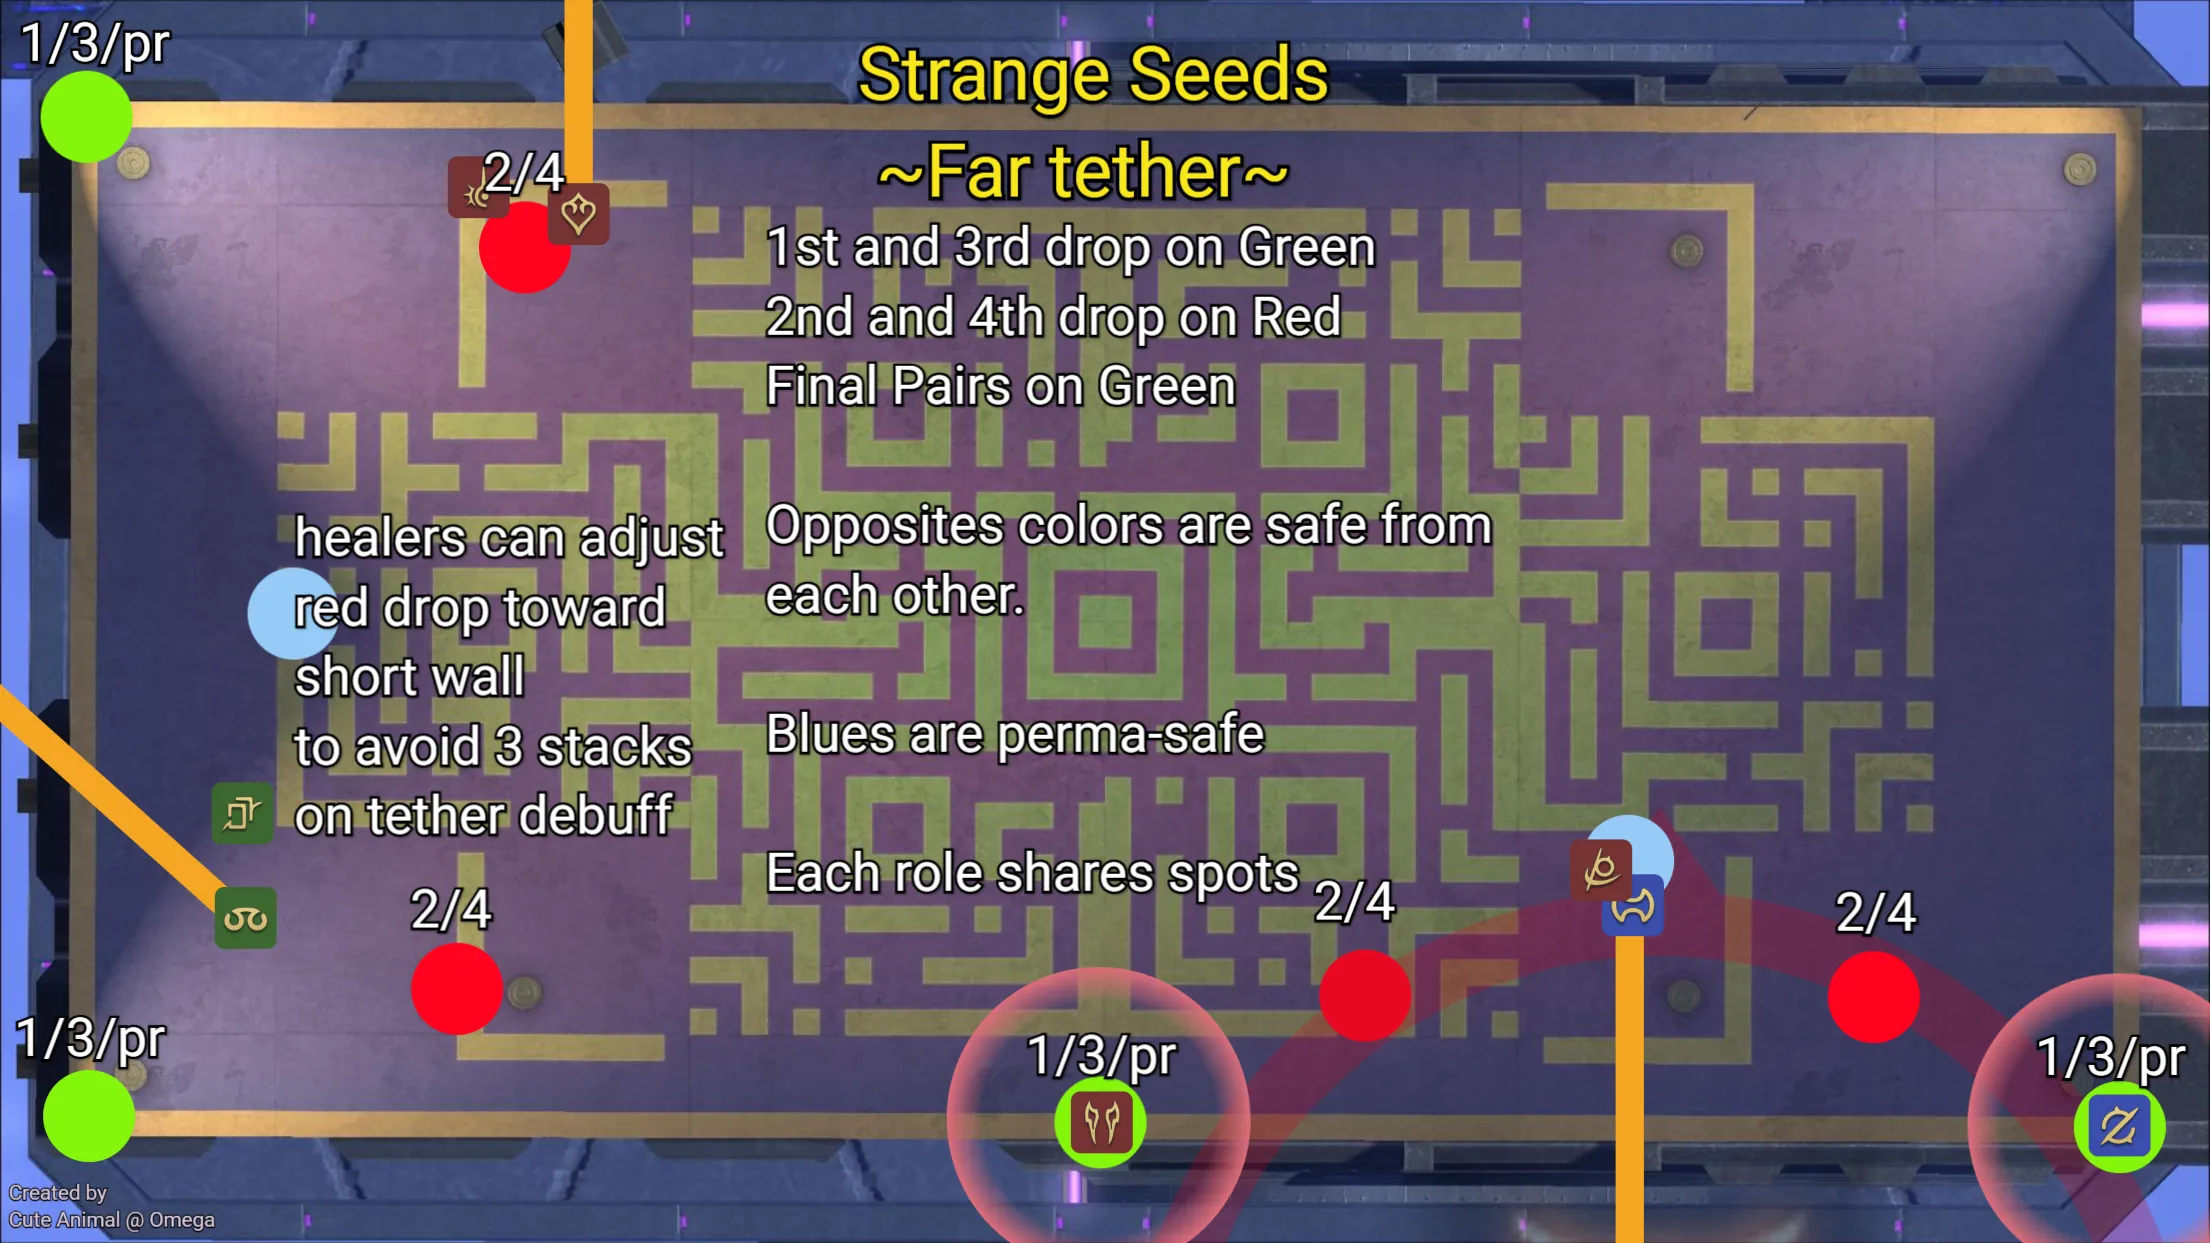 1/3/pr
Strange Seeds
~Far tether~
2/4
1st and 3rd drop on Green
2nd and 4th drop on Red
Final Pairs on Green
Opposites colors are safe from
each other.
healers can adjust
red drop toward
short wall
to avoid 3 stacks
on tether debuff
Blues are perma-safe
Each role shares spots
2/4
2/4
2/4
1/3/pr
1/3/pr
1/3/pr
Created by
Cute Animal @ Omega